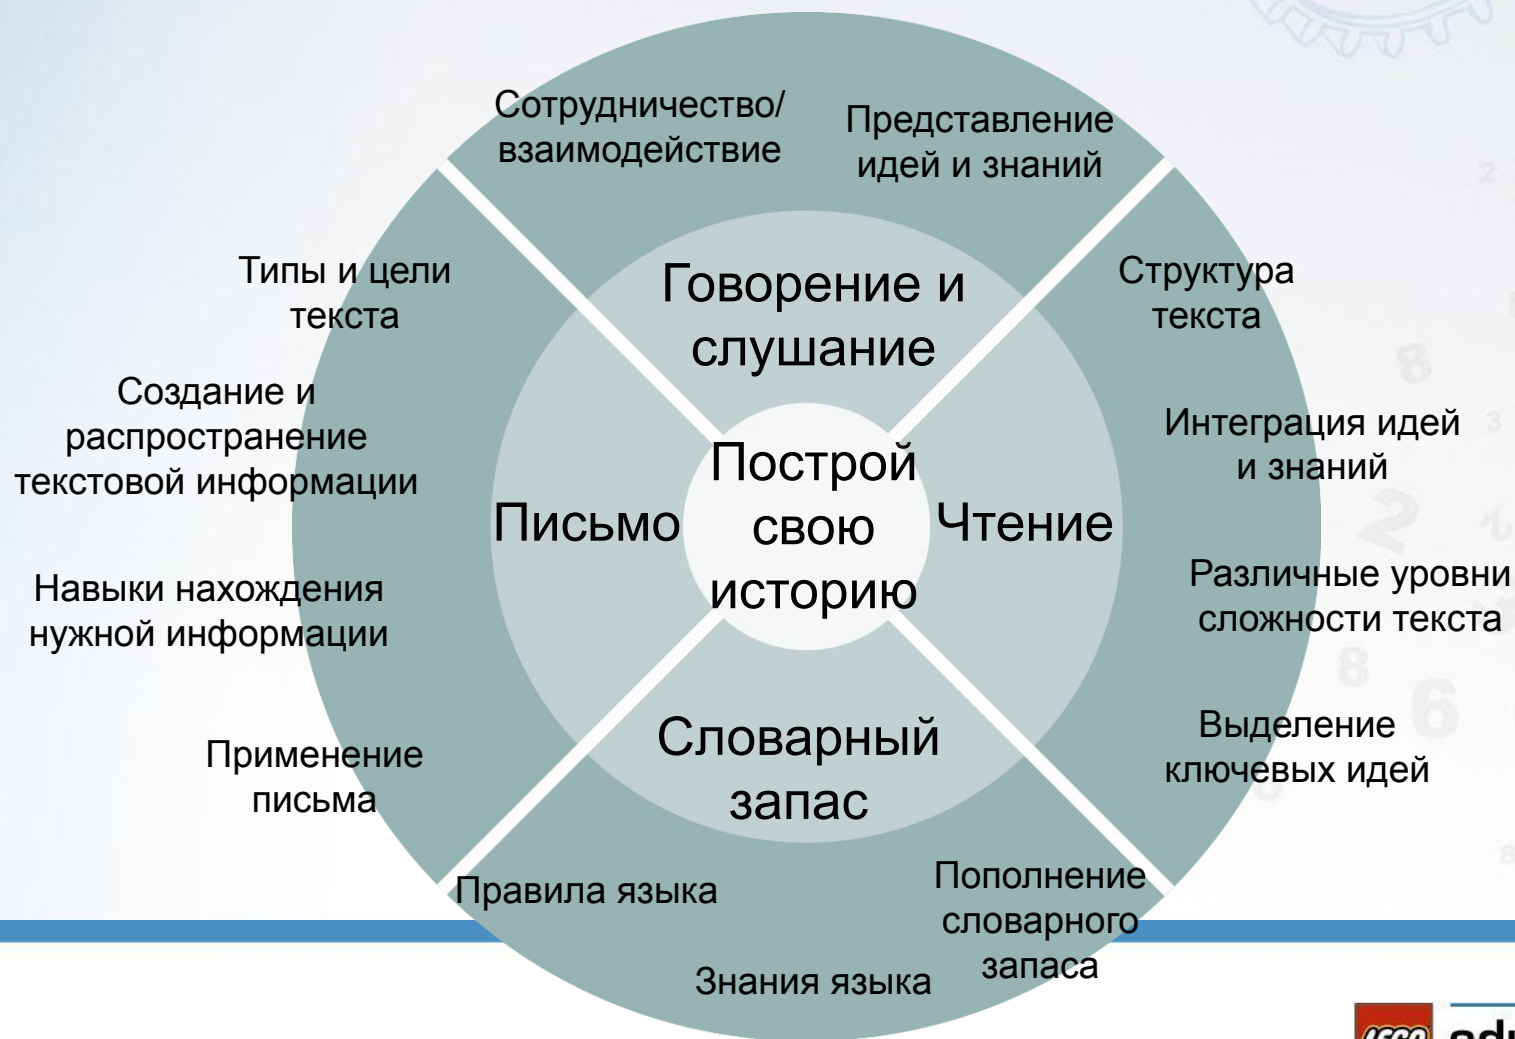 Сотрудничество/
взаимодействие
Представление
идей и знаний
Типы и цели
текста
Говорение и
слушание
Структура
текста
Создание и
распространение
текстовой информации
Интеграция идей
и знаний
Письмо
Построй
свою
историю
Чтение
Навыки нахождения
нужной информации
Различные уровни
сложности текста
Применение
письма
Словарный
запас
Выделение
ключевых идей
Правила языка
Знания языка
Пополнение
словарного
запаса
LEGO